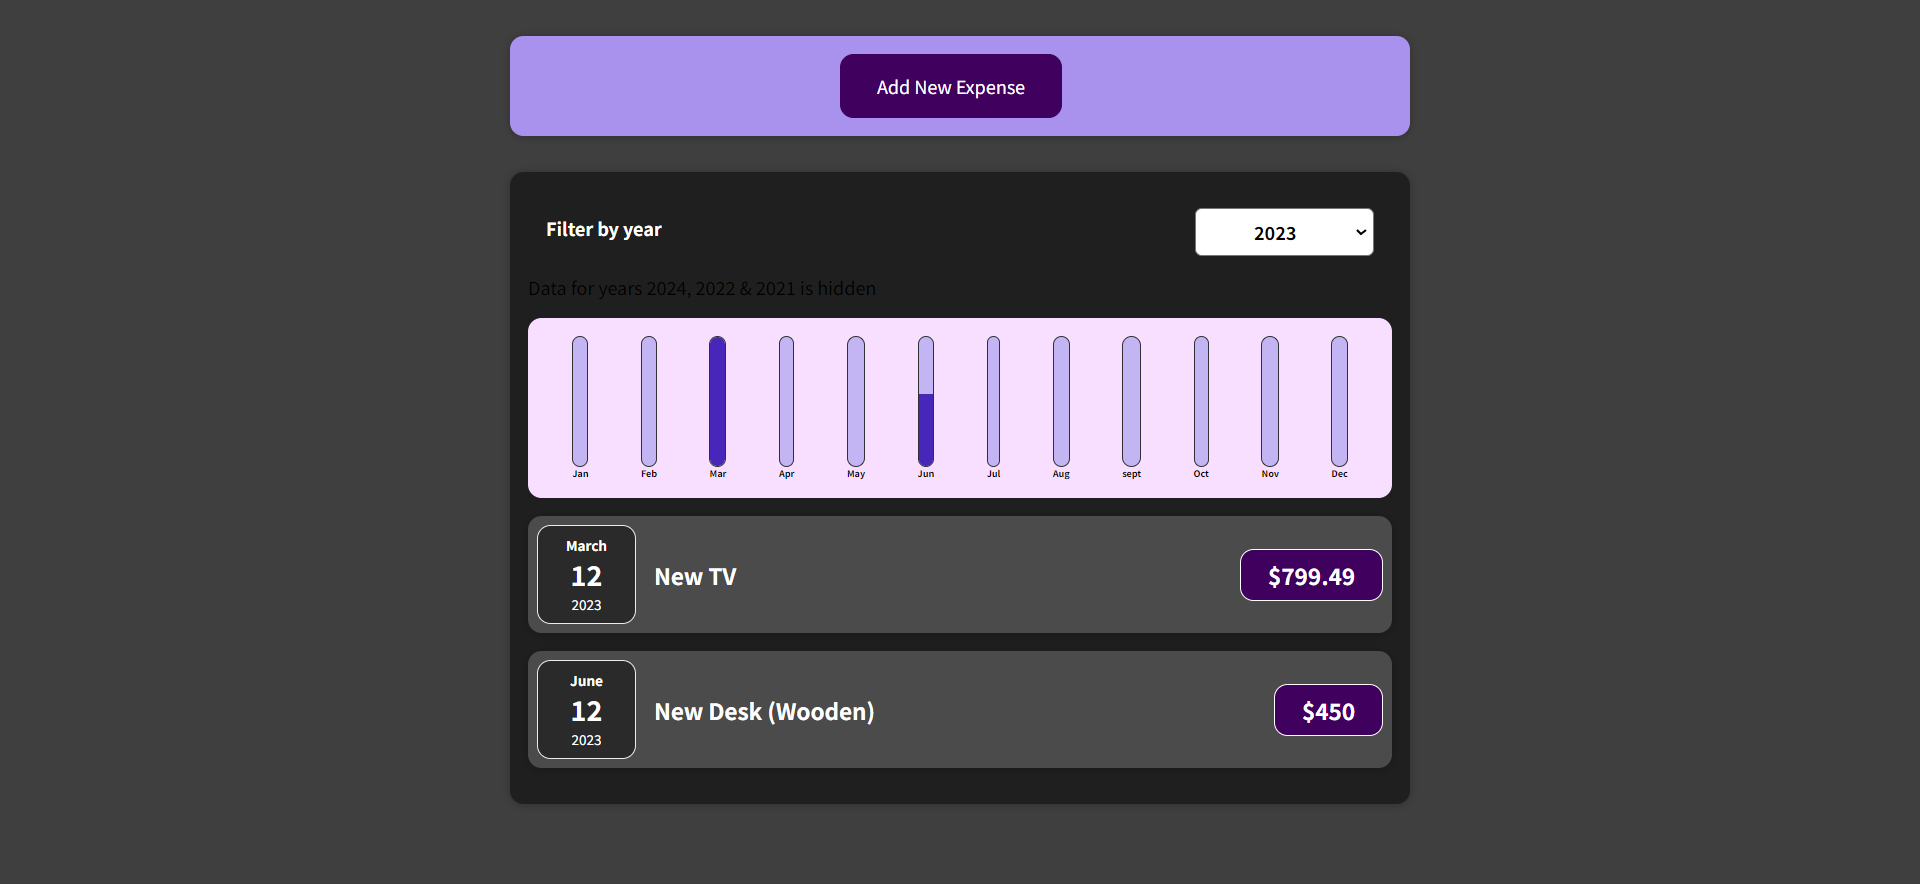 Add New Expense
Filter by year
2023
Data for years 2024, 2022 & 2021 is hidden
Jan Feb Mar Apr May Jun Jul Aug sept Oct Nov Dec
March
12
2023
New TV
$799.49
June
12
2023
New Desk (Wooden)
$450